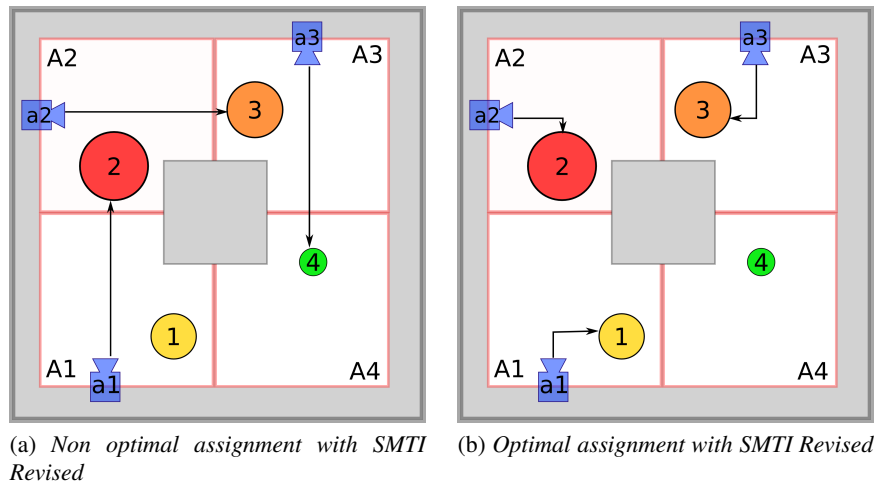 A2
a3
A3
a2
3
2
4
1
A1
a1
A4
(a) Non optimal assignment with SMTI
Revised
A2
a3
A3
a2
3
2
4
1
A1
a1
A4
(b) Optimal assignment with SMTI Revised